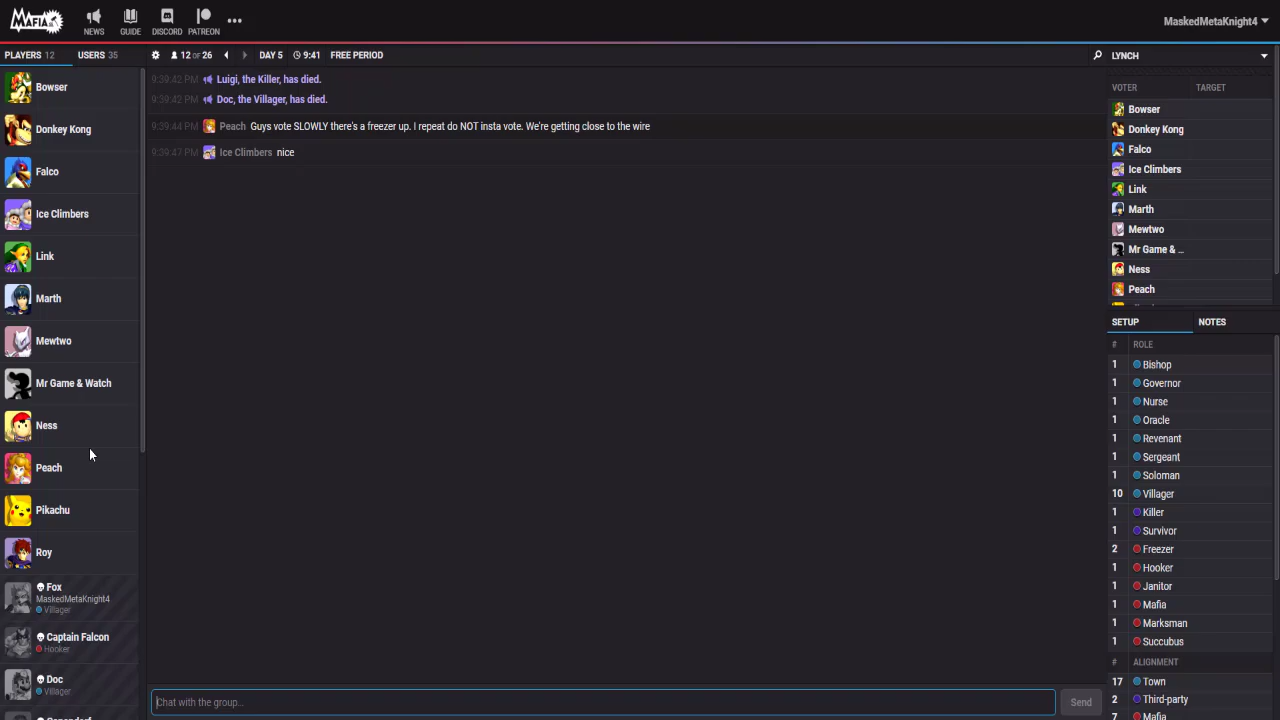 MAFIA
NEWS
GUIDE
DISCORD
PATREON
MaskedMetaKnight4
PLAYERS 12
USERS 35
12 OF 26
DAY 5
9:41
FREE PERIOD
LYNCH
Bowser
Donkey Kong
Falco
Ice Climbers
Link
Marth
Mewtwo
Mr Game & Watch
Ness
Peach
Pikachu
Roy
Fox
MaskedMetaKnight4
Villager
Captain Falcon
Hooker
Doc
Villager
9:39:42 PM Luigi, the Killer, has died.
9:39:42 PM Doc, the Villager, has died.
9:39:44 PM Peach Guys vote SLOWLY there's a freezer up. I repeat do NOT insta vote. We're getting close to the wire
9:39:47 PM Ice Climbers nice
Chat with the group...
Send
VOTER TARGET
Bowser
Donkey Kong
Falco
Ice Climbers
Link
Marth
Mewtwo
Mr Game & ...
Ness
Peach
SETUP NOTES
# ROLE
1 Bishop
1 Governor
1 Nurse
1 Oracle
1 Revenant
1 Sergeant
1 Soloman
10 Villager
1 Killer
1 Survivor
2 Freezer
1 Hooker
1 Janitor
1 Mafia
1 Marksman
1 Succubus
# ALIGNMENT
17 Town
2 Third-party
7 Mafia